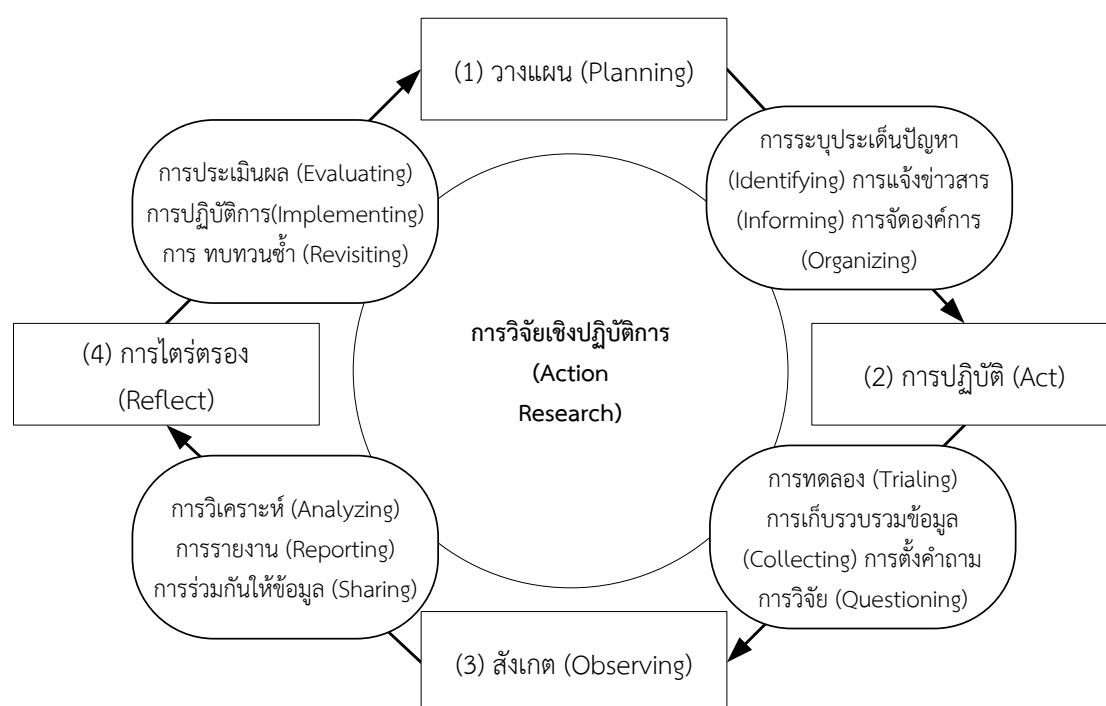 (1) วางแผน (Planning)
การระบุประเด็นปัญหา
(Identifying) การแจ้งข่าวสาร
(Informing) การจัดองค์การ
(Organizing)
(2) การปฏิบัติ (Act)
การทดลอง (Trialing)
การเก็บรวบรวมข้อมูล
(Collecting) การตั้งคำถาม
การวิจัย (Questioning)
(3) สังเกต (Observing)
การวิเคราะห์ (Analyzing)
การรายงาน (Reporting)
การร่วมกันให้ข้อมูล (Sharing)
(4) การไตร่ตรอง
(Reflect)
การประเมินผล (Evaluating)
การปฏิบัติการ(Implementing)
การ ทบทวนซ้ำ (Revisiting)
การวิจัยเชิงปฏิบัติการ
(Action
Research)